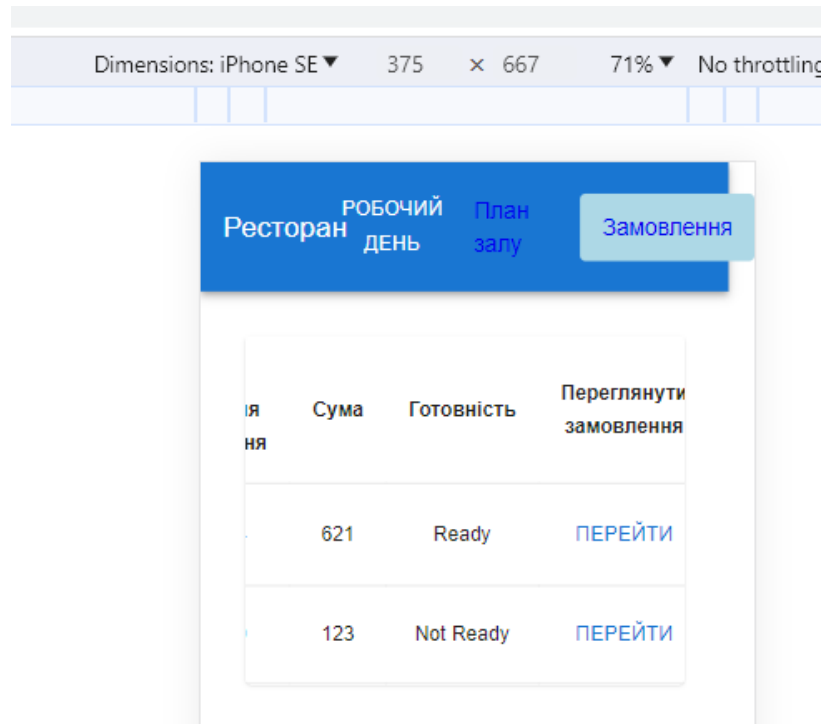 Dimensions: iPhone SE 375 × 667 71% No throttling
Ресторан РОБОЧИЙ ДЕНЬ План залу Замовлення
ня Сума Готовність Переглянути замовлення
621 Ready ПЕРЕЙТИ
123 Not Ready ПЕРЕЙТИ